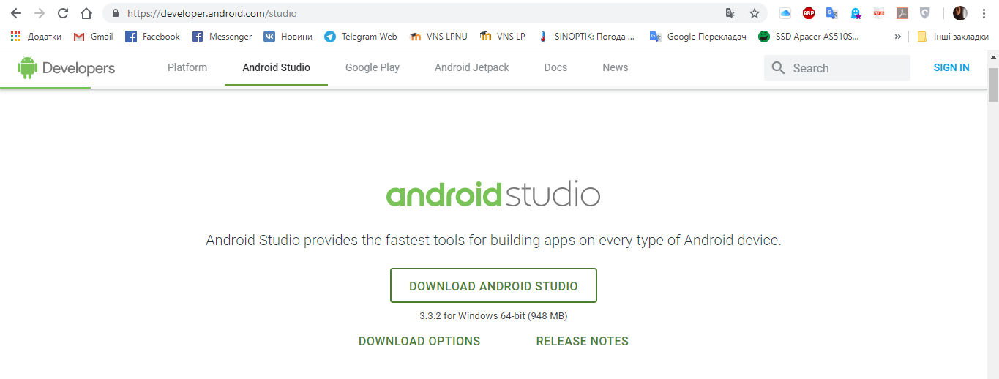 https://developer.android.com/studio
Додатки Gmail Facebook Messenger Новини Telegram Web VNS LPNU VNS LP SINOPTIK: Погода ... Google Перекладач SSD Apacer AS510S... » Інші закладки
Developers Platform Android Studio Google Play Android Jetpack Docs News Search SIGN IN
androidstudio
Android Studio provides the fastest tools for building apps on every type of Android device.
DOWNLOAD ANDROID STUDIO
3.3.2 for Windows 64-bit (948 MB)
DOWNLOAD OPTIONS RELEASE NOTES